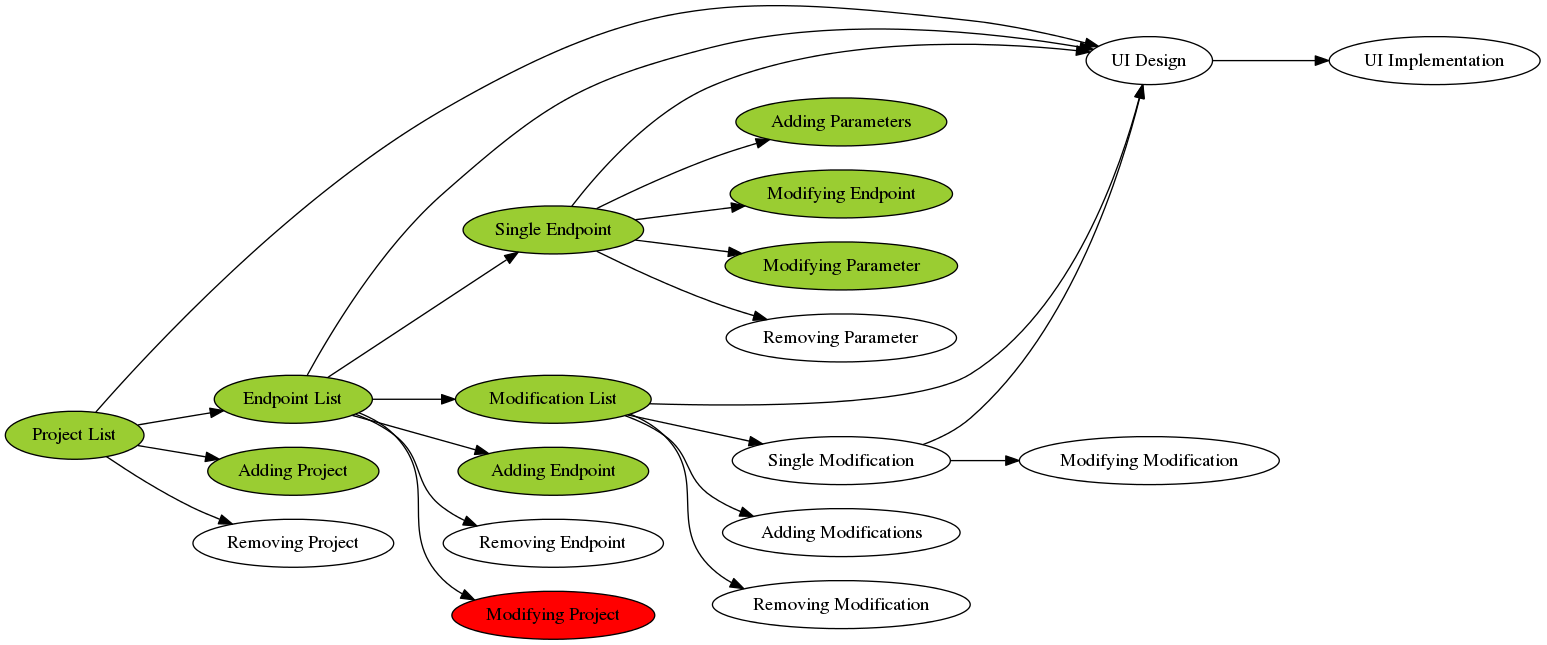 UI Design
UI Implementation
Adding Parameters
Modifying Endpoint
Single Endpoint
Modifying Parameter
Removing Parameter
Endpoint List
Modification List
Project List
Single Modification
Modifying Modification
Adding Project
Adding Endpoint
Adding Modifications
Removing Project
Removing Endpoint
Removing Modification
Modifying Project